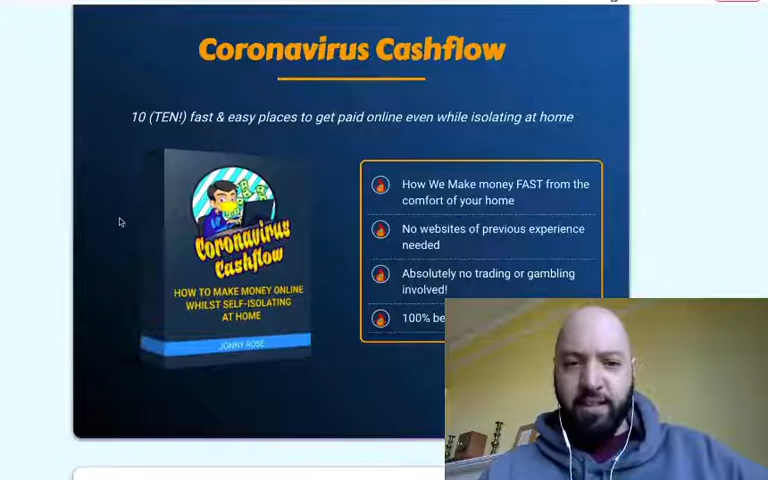 Coronavirus Cashflow
10 (TEN!) fast & easy places to get paid online even while isolating at home
Coronavirus
Cashflow
HOW TO MAKE MONEY ONLINE
WHILST SELF-ISOLATING
AT HOME
JONNY ROSE
How We Make money FAST from the
comfort of your home
No websites of previous experience
needed
Absolutely no trading or gambling
involved!
100% be